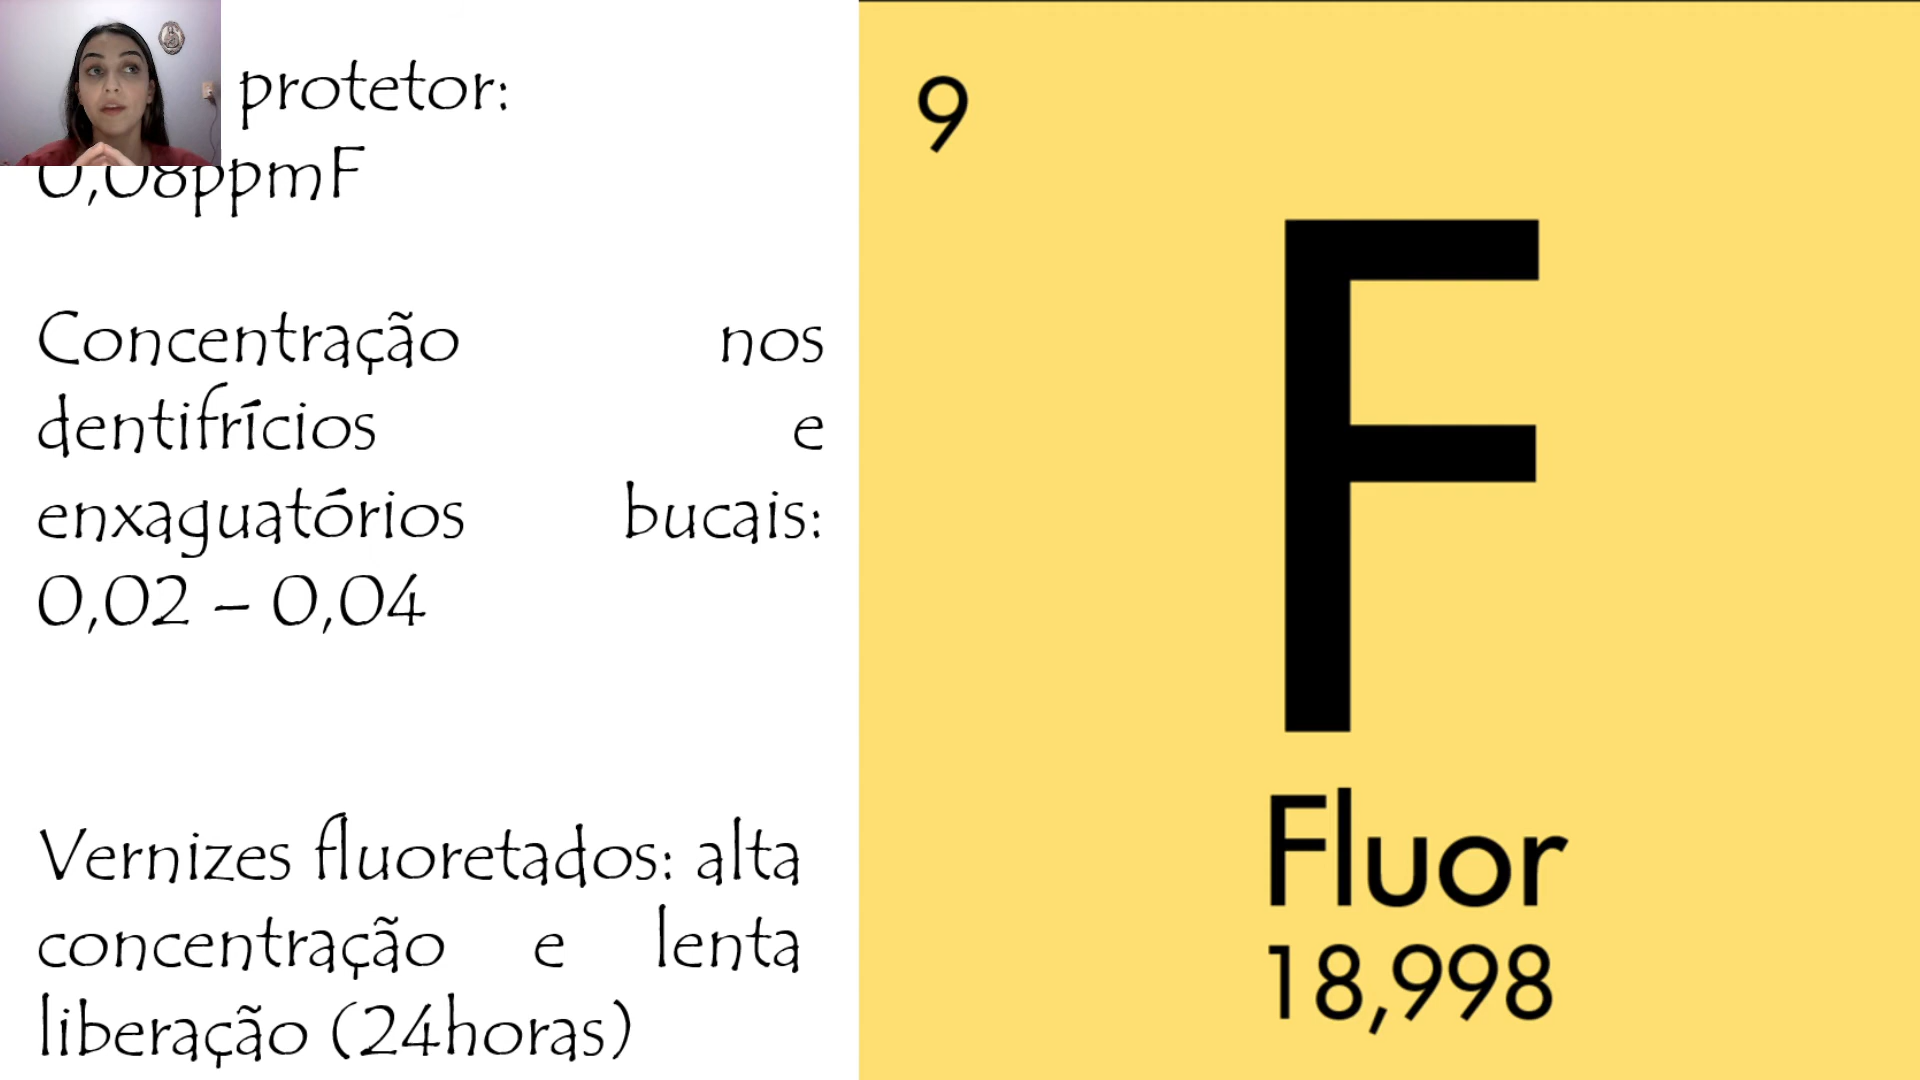 protetor:
0,08ppmF
Concentração nos
dentifrícios e
enxaguatórios bucais:
0,02 – 0,04
Vernizes fluoretados: alta
concentração e lenta
liberação (24horas)
9
F
Fluor
18,998